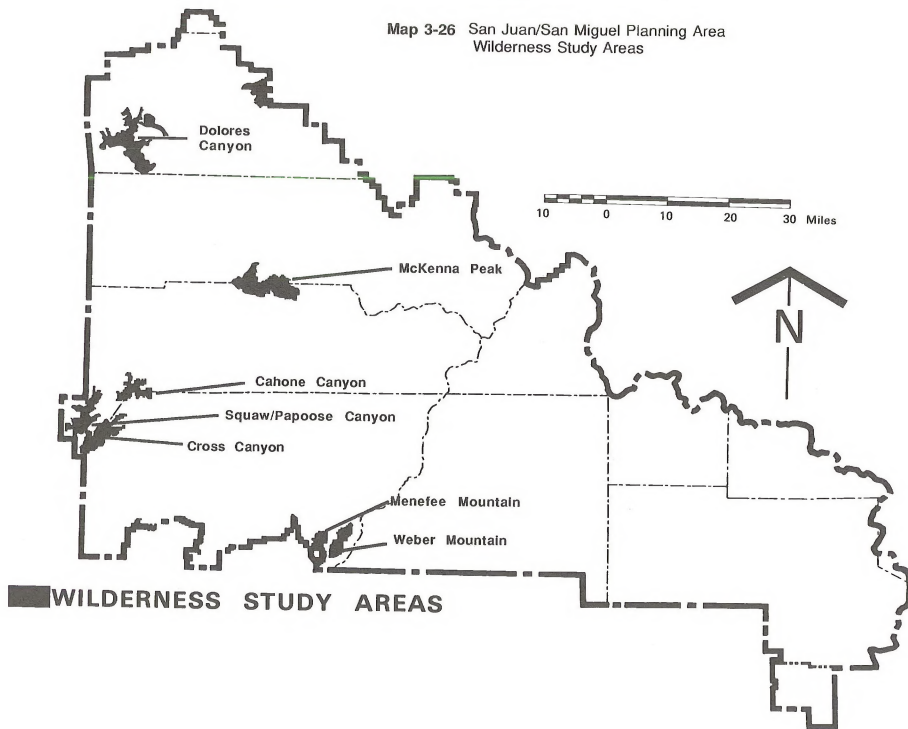 Map 3-26 San Juan/San Miguel Planning Area
Wilderness Study Areas
Dolores
Canyon
10 0 10 20 30 Miles
McKenna Peak
N
Cahone Canyon
Squaw/Papoose Canyon
Cross Canyon
Menefee Mountain
Weber Mountain
WILDERNESS STUDY AREAS